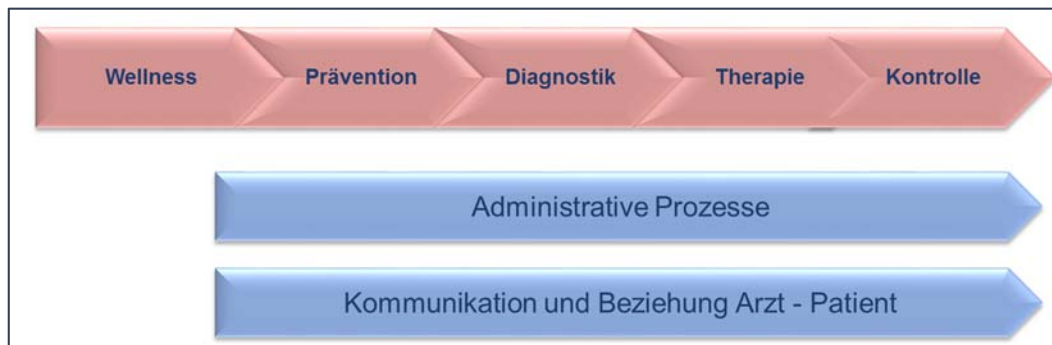 Wellness
Prävention
Diagnostik
Therapie
Kontrolle
Administrative Prozesse
Kommunikation und Beziehung Arzt - Patient